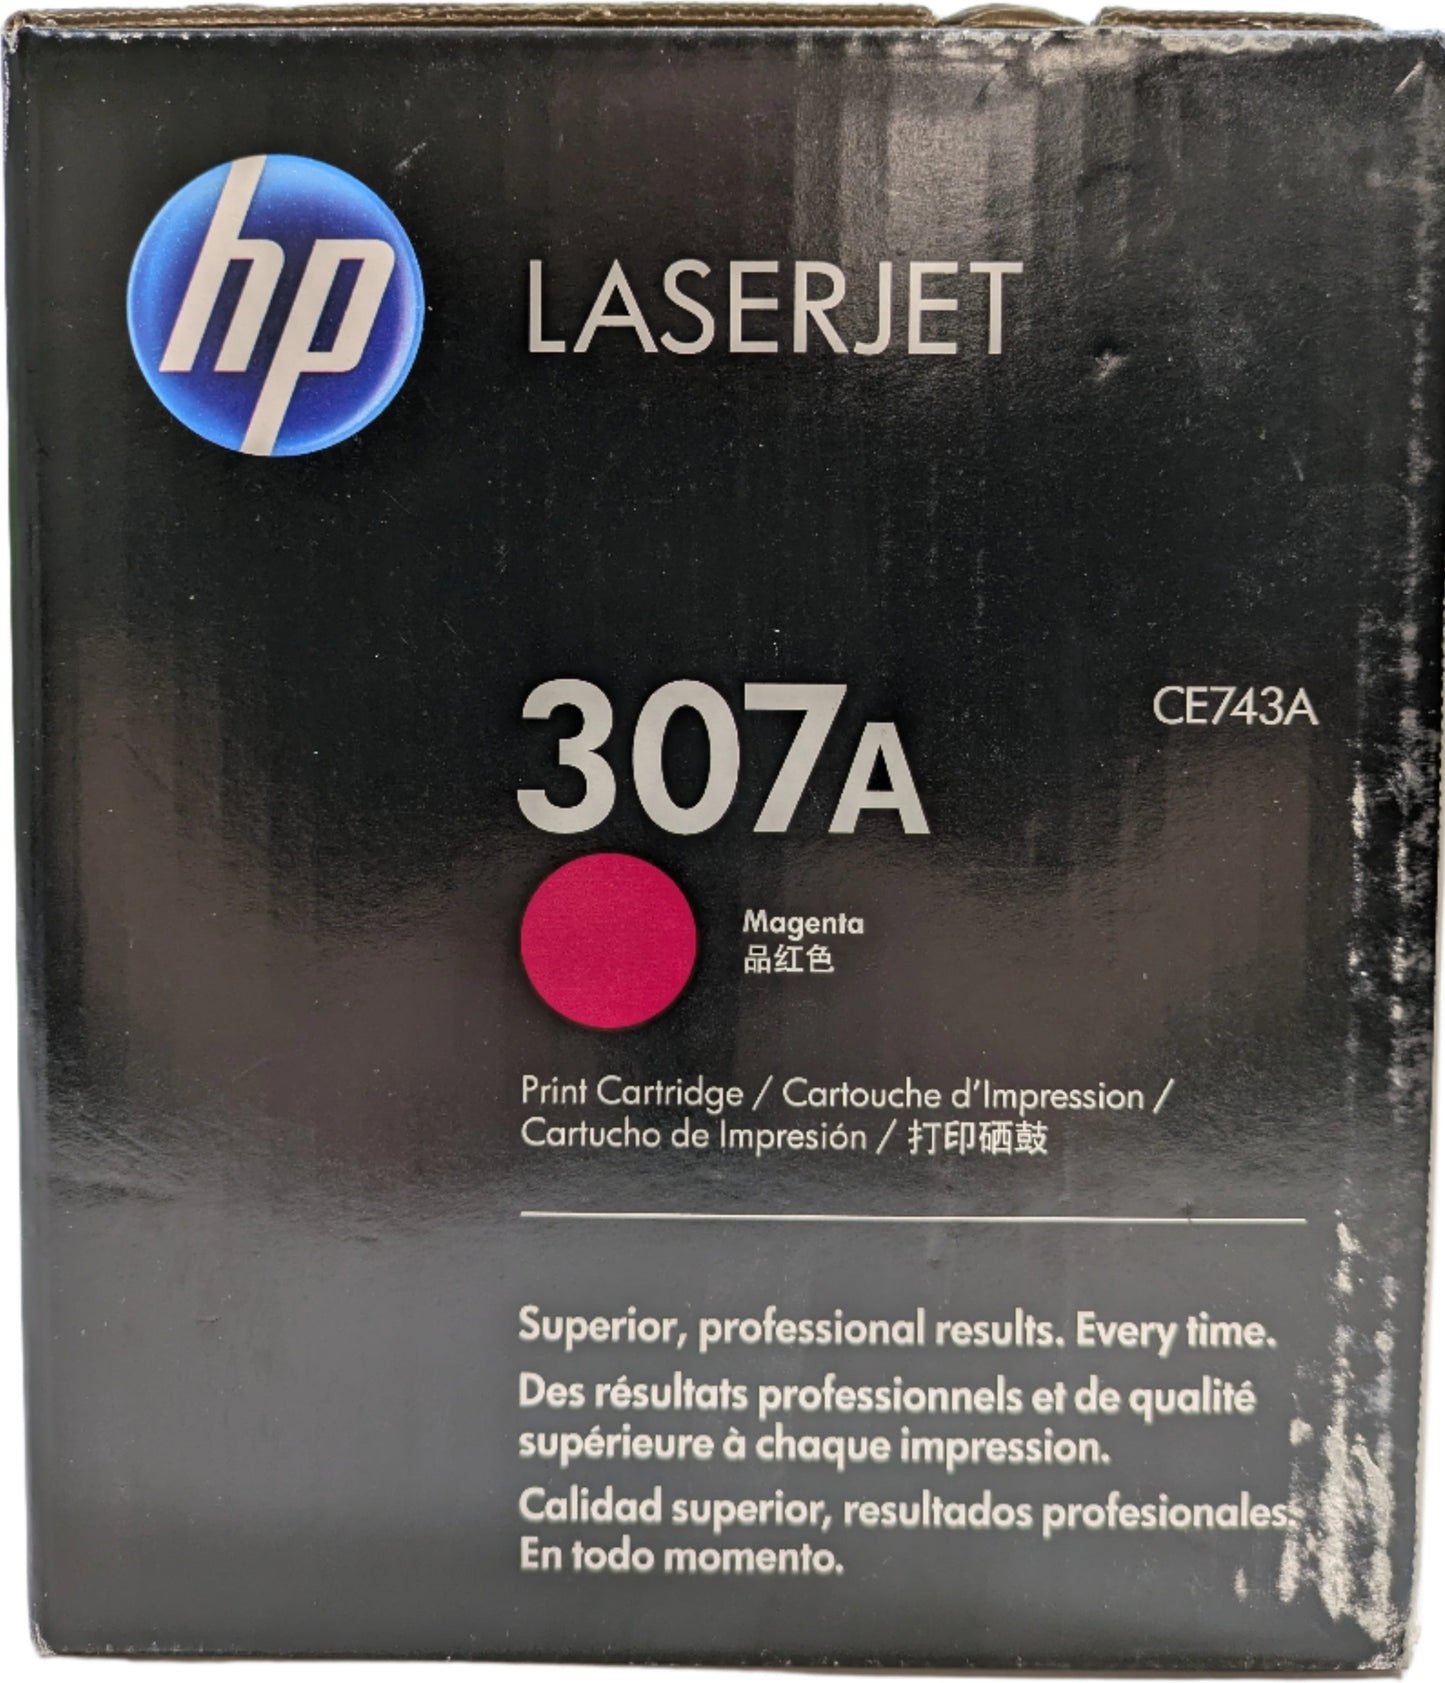 hp
LASERJET
307A
CE743A
Magenta
品红色
Print Cartridge / Cartouche d'Impression /
Cartucho de Impresión / 打印硒鼓
Superior, professional results. Every time.
Des résultats professionnels et de qualité
supérieure à chaque impression.
Calidad superior, resultados profesionales.
En todo momento.